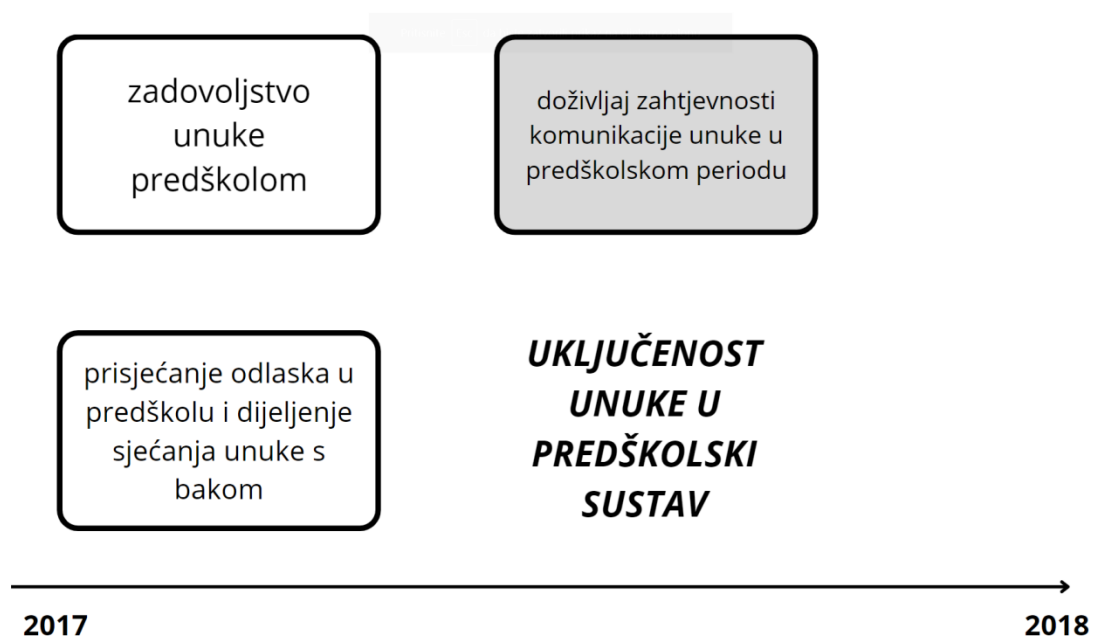 zadovoljstvo
unuke
predškolom
doživljaj zahtjevnosti
komunikacije unuke u
predškolskom periodu
prisjećanje odlaska u
predškolu i dijeljenje
sjećanja unuke s
bakom
UKLJUČENOST
UNUKE U
PREDŠKOLSKI
SUSTAV
2017
2018